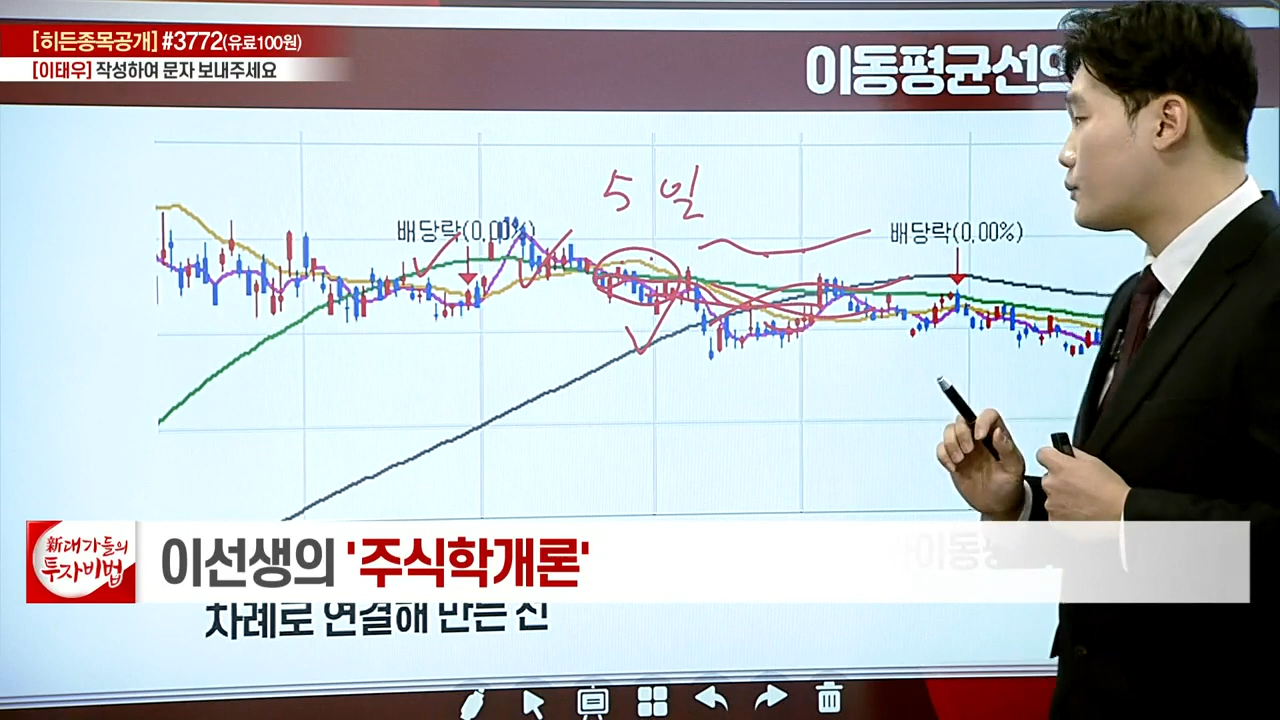 [히든종목공개] #3772(유료100원)
[이태우] 작성하여 문자 보내주세요
이동평균선의
5일
배당락(0.00%)
배당락(0.00%)
新대가들의
투자비법
이선생의 '주식학개론'
차례로 연결해 만든 선